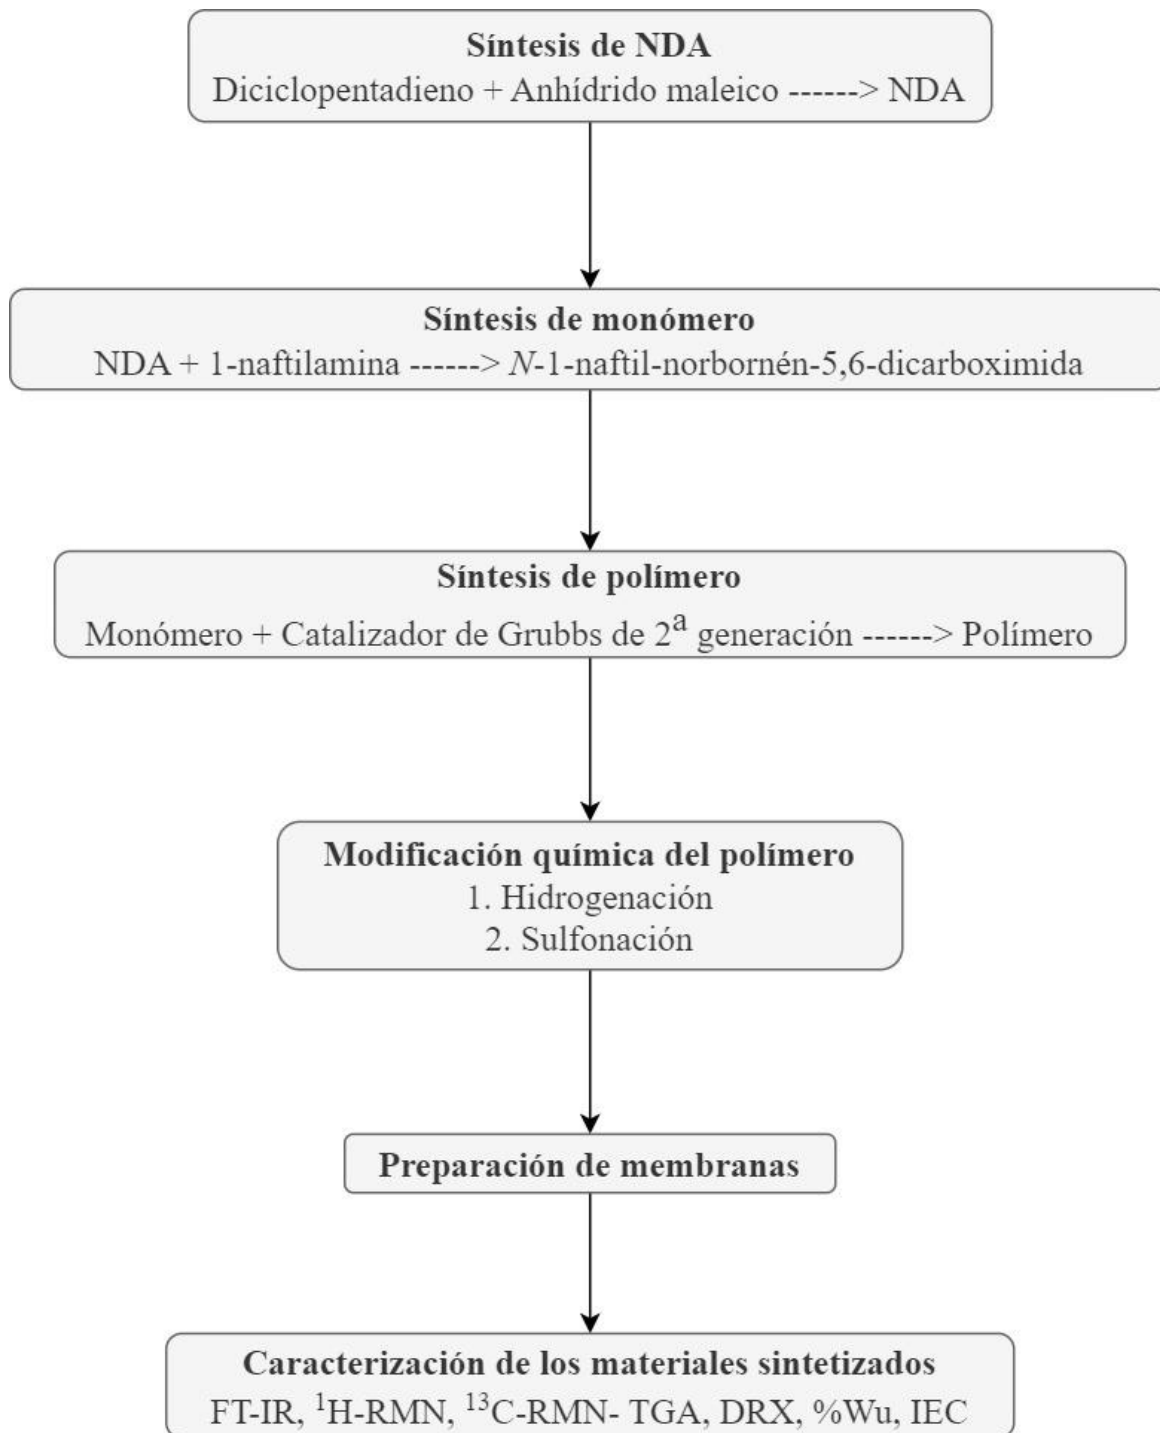 Síntesis de NDA
Diciclopentadieno + Anhídrido maleico ------> NDA
Síntesis de monómero
NDA + 1-naftilamina ------> N-1-naftil-norbornén-5,6-dicarboximida
Síntesis de polímero
Monómero + Catalizador de Grubbs de 2ª generación ------> Polímero
Modificación química del polímero
1. Hidrogenación
2. Sulfonación
Preparación de membranas
Caracterización de los materiales sintetizados
FT-IR, ¹H-RMN, ¹³C-RMN- TGA, DRX, %Wu, IEC